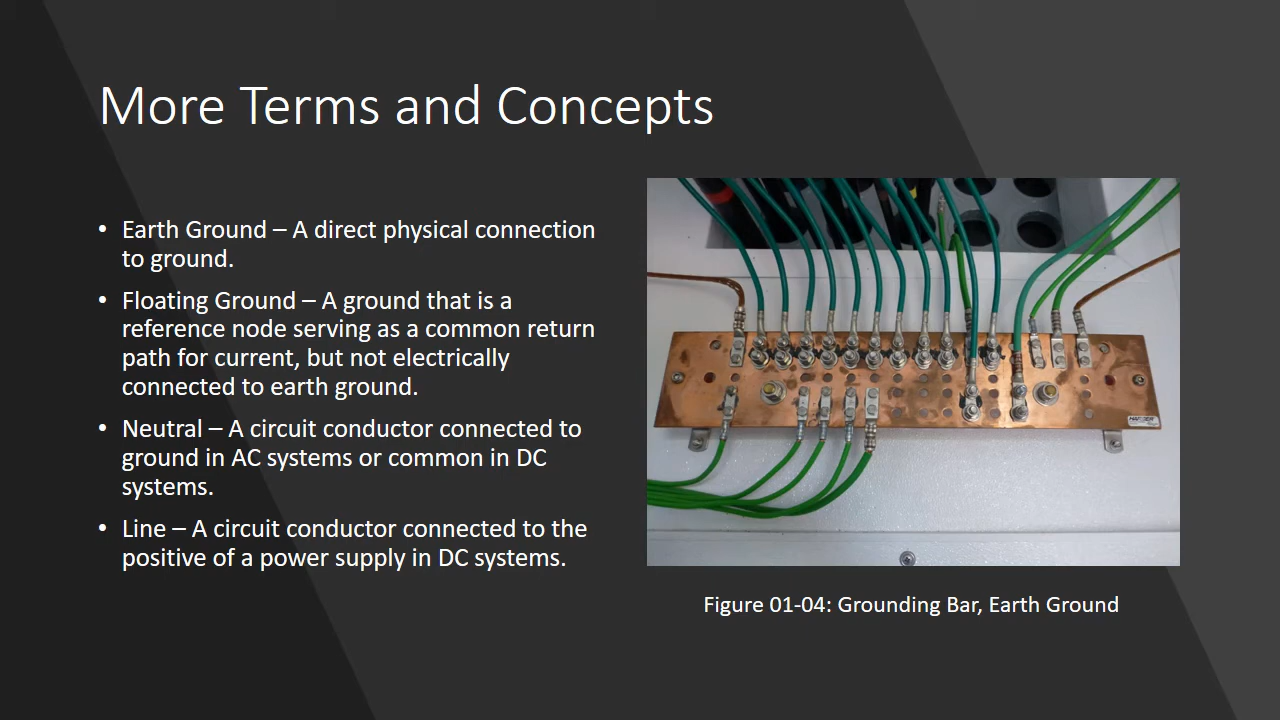 More Terms and Concepts
• Earth Ground – A direct physical connection
to ground.
• Floating Ground – A ground that is a
reference node serving as a common return
path for current, but not electrically
connected to earth ground.
• Neutral – A circuit conductor connected to
ground in AC systems or common in DC
systems.
• Line – A circuit conductor connected to the
positive of a power supply in DC systems.
Figure 01-04: Grounding Bar, Earth Ground